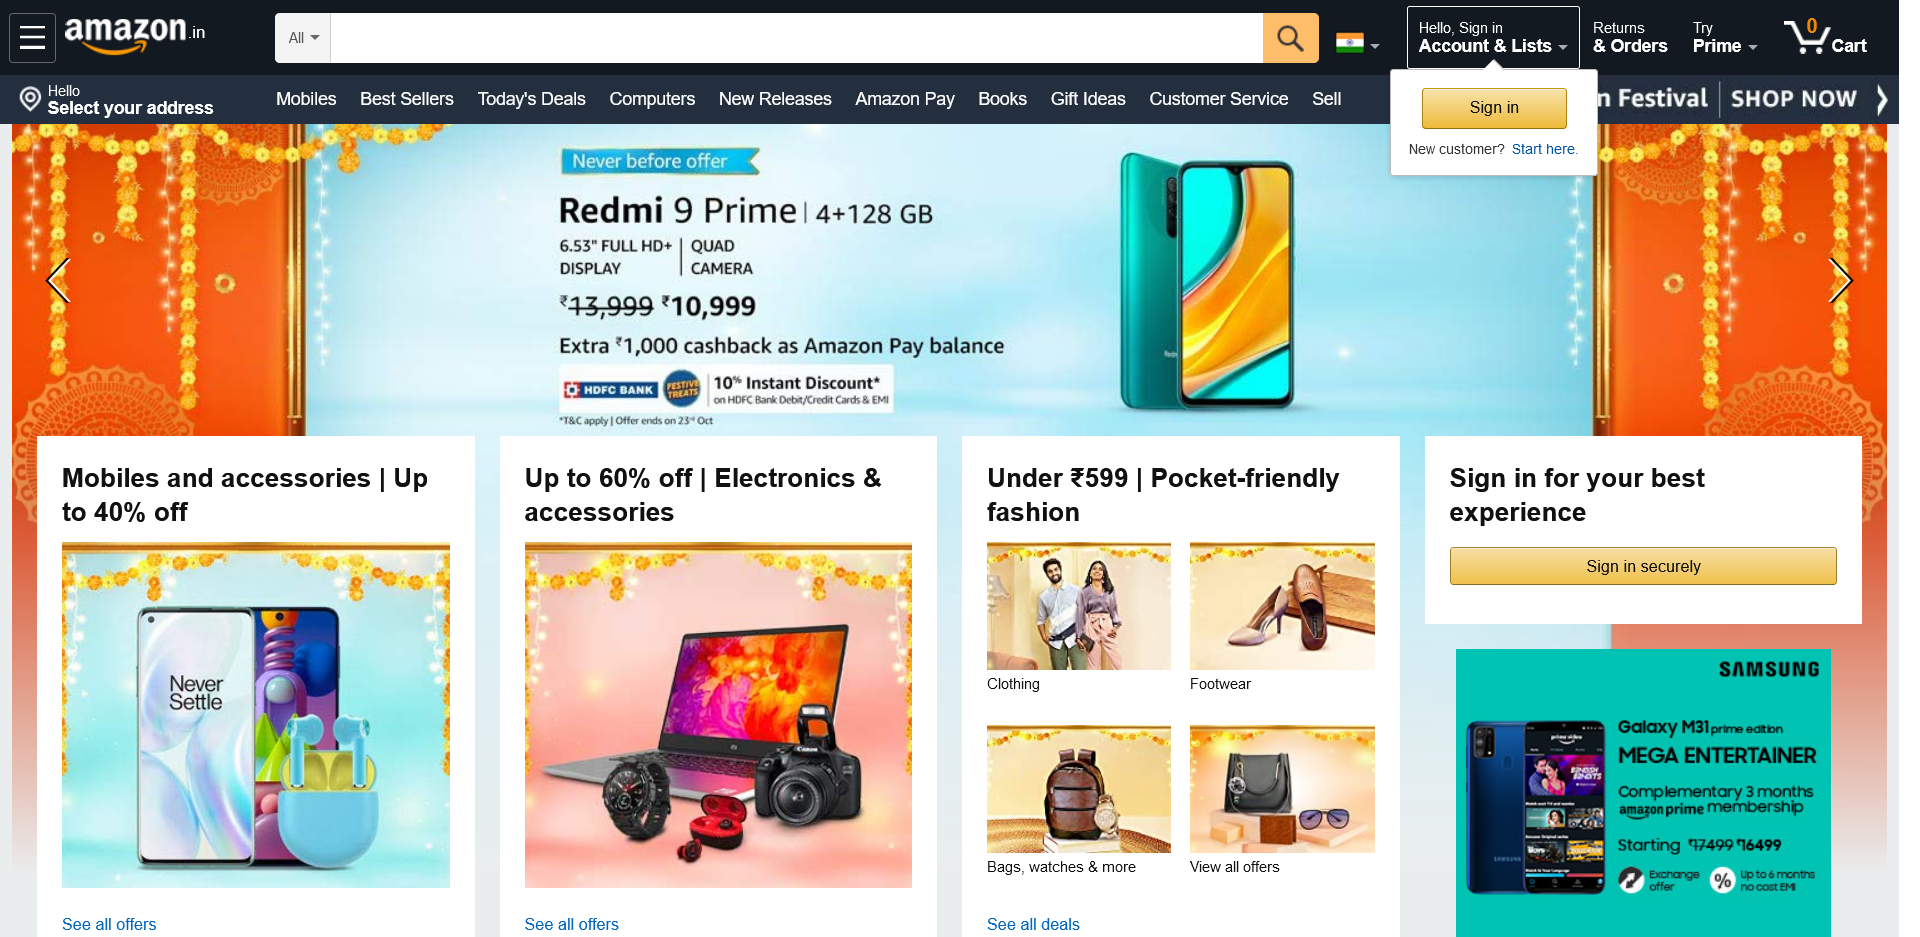 amazon.in
All
Hello, Sign in
Account & Lists
Returns
& Orders
Try
Prime
0
Cart
Hello
Select your address
Mobiles
Best Sellers
Today's Deals
Computers
New Releases
Amazon Pay
Books
Gift Ideas
Customer Service
Sell
n Festival
SHOP NOW
Sign in
New customer? Start here.
Never before offer
Redmi 9 Prime | 4+128 GB
6.53" FULL HD+ DISPLAY
QUAD CAMERA
₹13,999 ₹10,999
Extra ₹1,000 cashback as Amazon Pay balance
HDFC BANK
FESTIVE TREATS
10% Instant Discount*
on HDFC Bank Debit/Credit Cards & EMI
*T&C apply | Offer ends on 23rd Oct
Redmi
Mobiles and accessories | Up
to 40% off
Never
Settle
See all offers
Up to 60% off | Electronics &
accessories
Canon
See all offers
Under ₹599 | Pocket-friendly
fashion
Clothing
Footwear
Bags, watches & more
View all offers
See all deals
Sign in for your best
experience
Sign in securely
SAMSUNG
Galaxy M31 prime edition
MEGA ENTERTAINER
Complementary 3 months
amazon prime membership
Starting ₹17499 ₹16499
Exchange
offer
%
Up to 6 months
no cost EMI
prime video
SAMSUNG